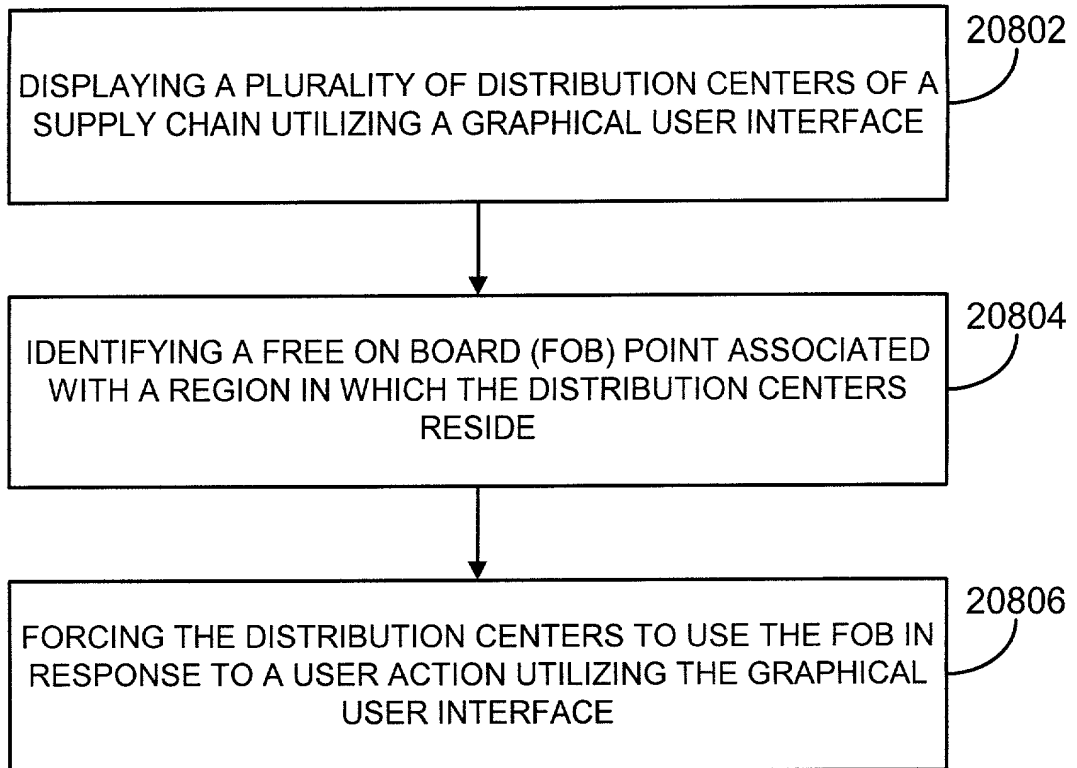 20802
DISPLAYING A PLURALITY OF DISTRIBUTION CENTERS OF A
SUPPLY CHAIN UTILIZING A GRAPHICAL USER INTERFACE
20804
IDENTIFYING A FREE ON BOARD (FOB) POINT ASSOCIATED
WITH A REGION IN WHICH THE DISTRIBUTION CENTERS
RESIDE
20806
FORCING THE DISTRIBUTION CENTERS TO USE THE FOB IN
RESPONSE TO A USER ACTION UTILIZING THE GRAPHICAL
USER INTERFACE